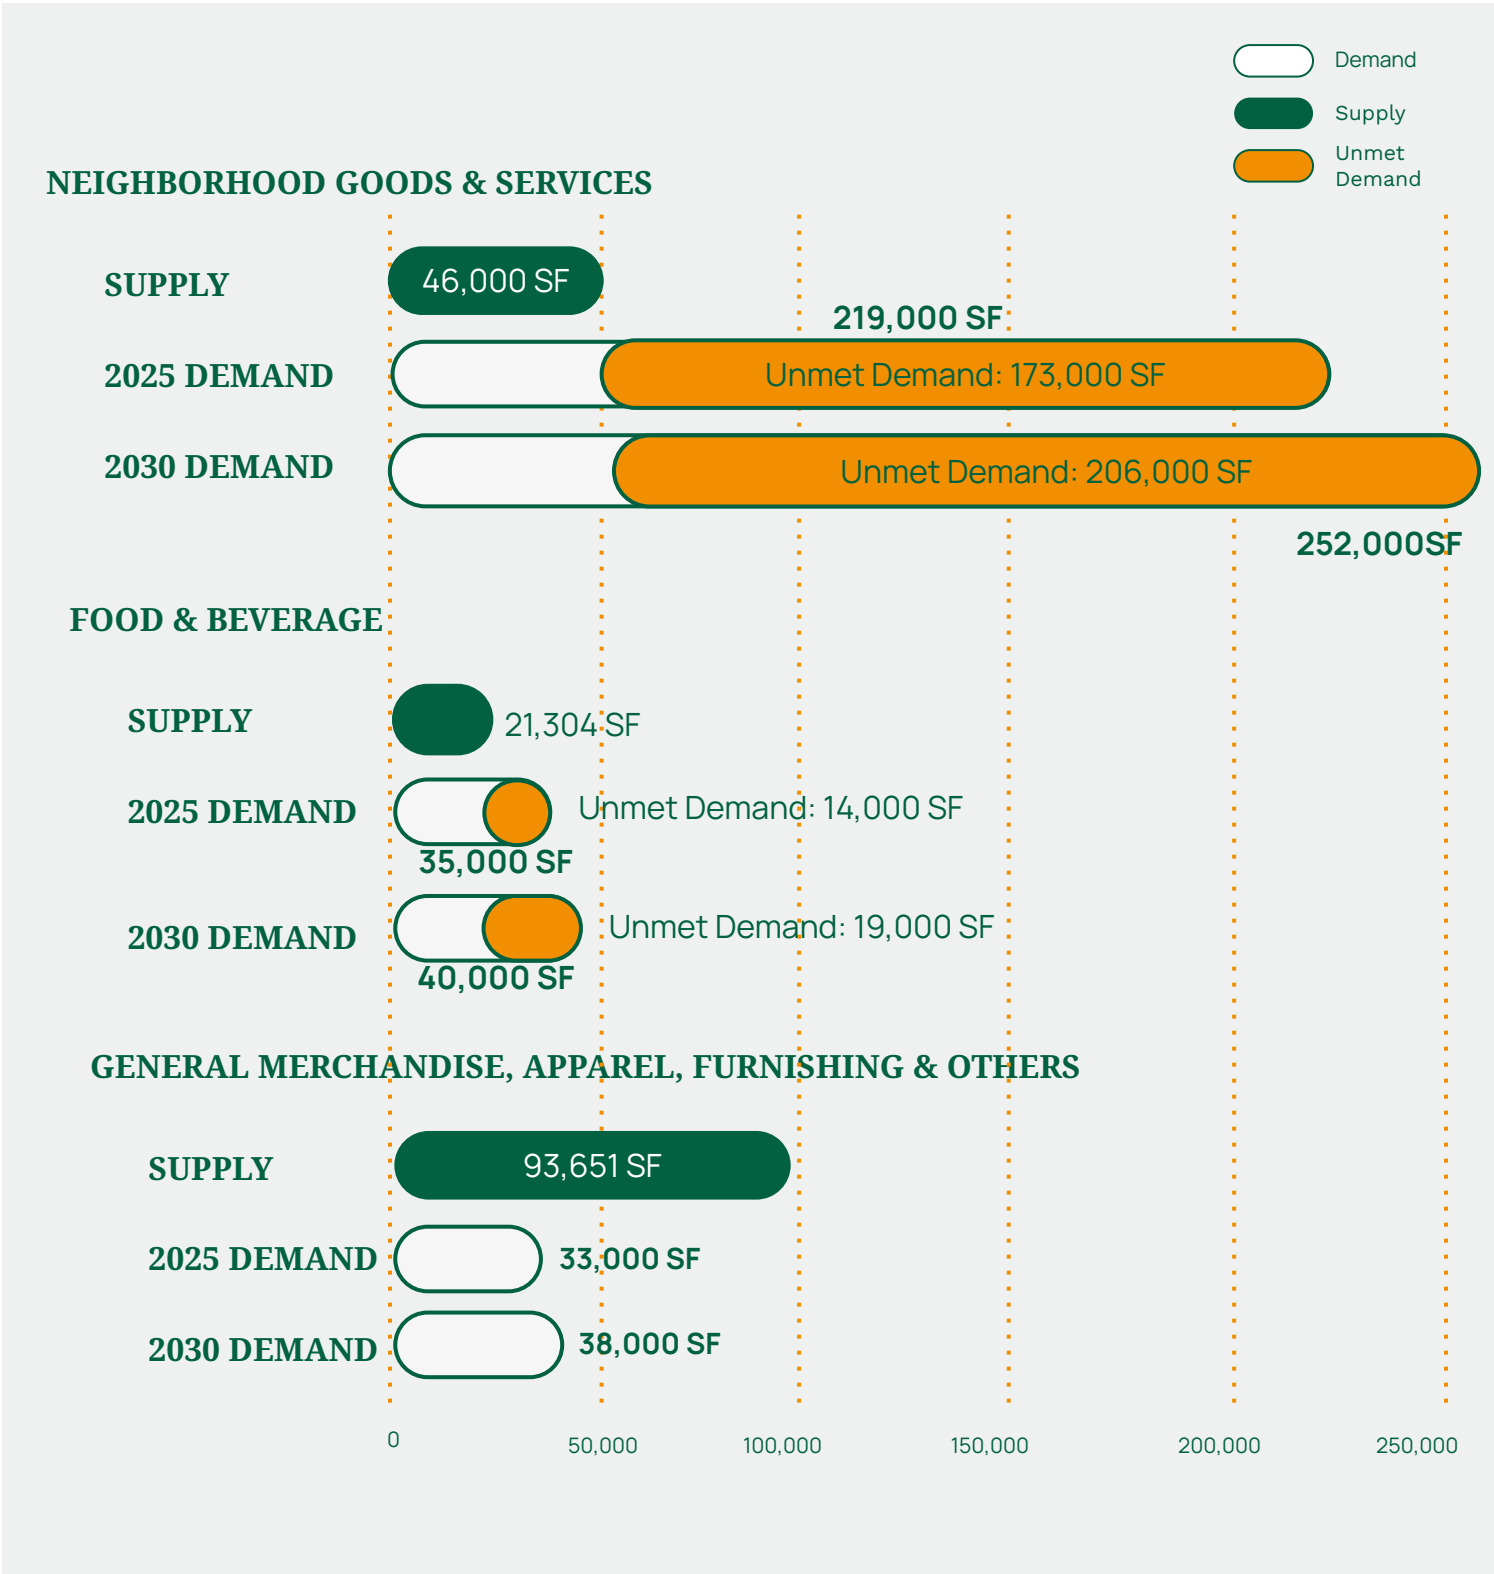 Demand
Supply
Unmet
Demand
NEIGHBORHOOD GOODS & SERVICES
SUPPLY
46,000 SF
219,000 SF
2025 DEMAND
Unmet Demand: 173,000 SF
2030 DEMAND
Unmet Demand: 206,000 SF
252,000SF
FOOD & BEVERAGE
SUPPLY
21,304 SF
2025 DEMAND
Unmet Demand: 14,000 SF
35,000 SF
2030 DEMAND
Unmet Demand: 19,000 SF
40,000 SF
GENERAL MERCHANDISE, APPAREL, FURNISHING & OTHERS
SUPPLY
93,651 SF
2025 DEMAND
33,000 SF
2030 DEMAND
38,000 SF
0
50,000
100,000
150,000
200,000
250,000